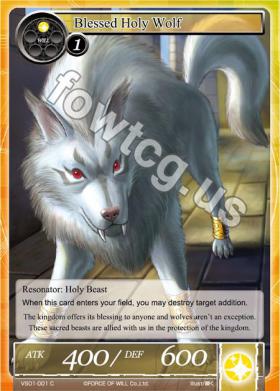 Blessed Holy Wolf
WILL
1
fowtcg.us
Resonator: Holy Beast
When this card enters your field, you may destroy target addition.
The kingdom offers its blessing to anyone and wolves aren't an exception.
These sacred beasts are allied with us in the protection of the kingdom.
ATK 400/ DEF 600
VS01-001 C ©FORCE OF WILL Co.,Ltd.